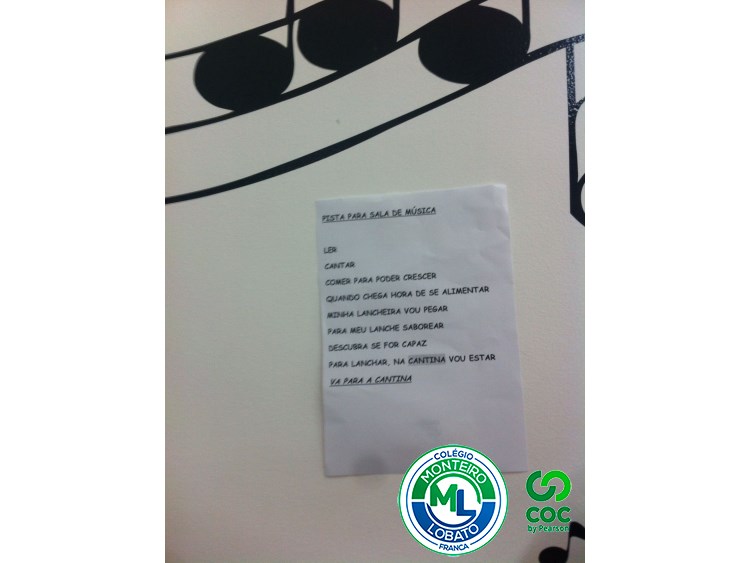 PISTA PARA SALA DE MÚSICA
LER
CANTAR
COMER PARA PODER CRESCER
QUANDO CHEGA HORA DE SE ALIMENTAR
MINHA LANCHEIRA VOU PEGAR
PARA MEU LANCHE SABOREAR
DESCUBRA SE FOR CAPAZ
PARA LANCHAR, NA CANTINA VOU ESTAR
VA PARA A CANTINA
COLÉGIO
MONTEIRO
ML
LOBATO
FRANCA
COC
by Pearson